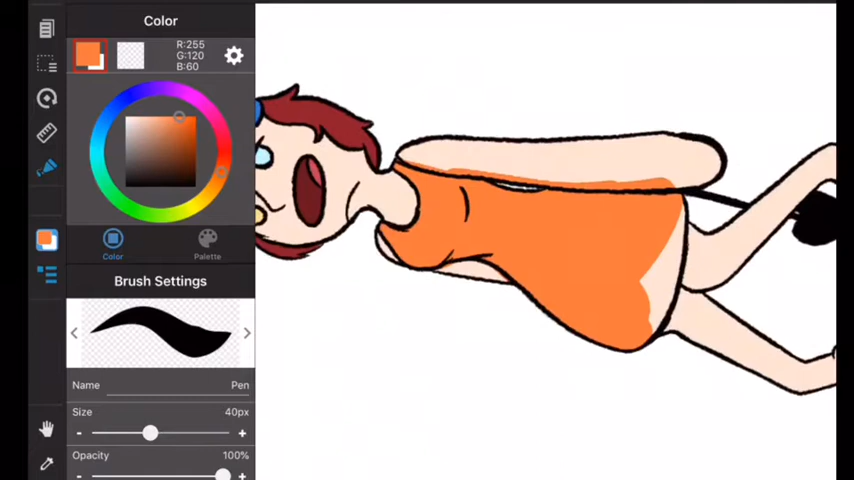 Color
R:255
G:120
B:60
Color
Palette
Brush Settings
Name Pen
Size 40px
- +
Opacity 100%
- +